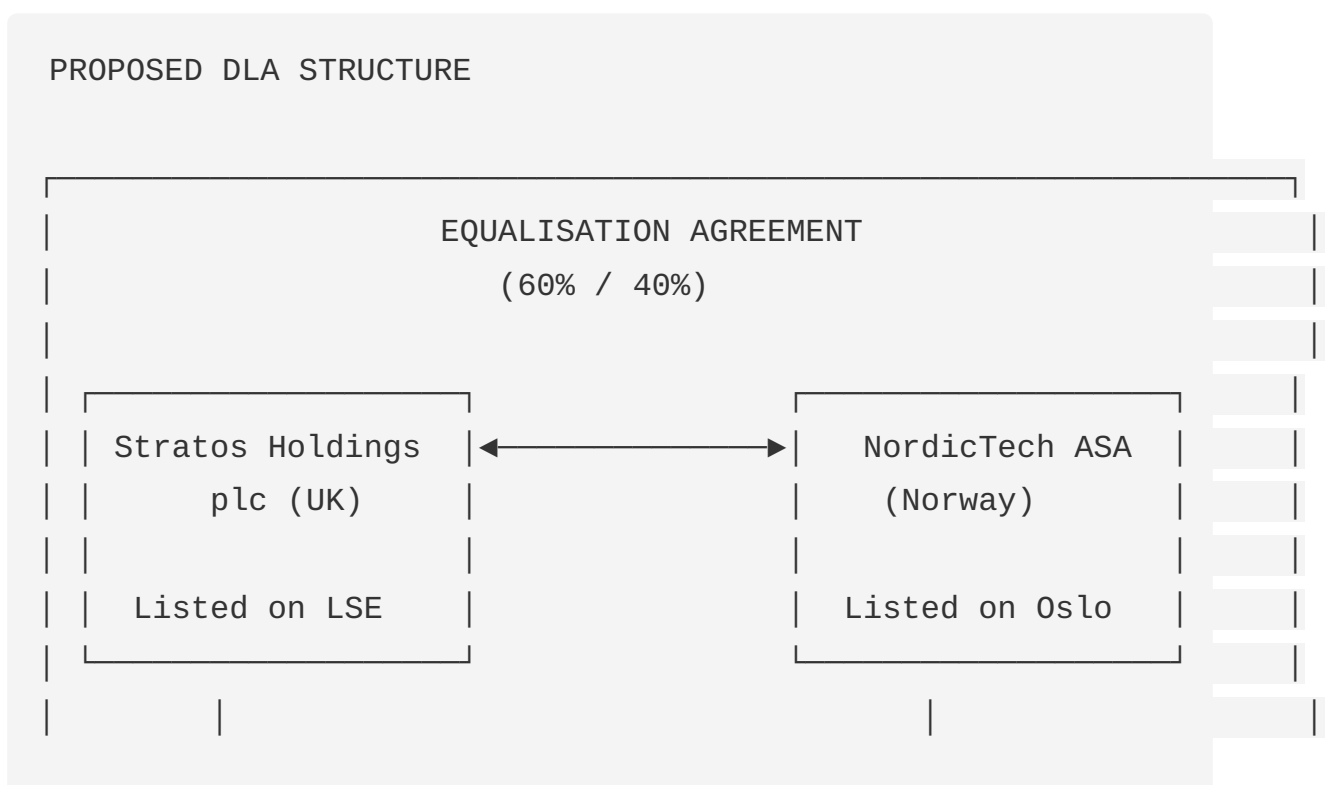 PROPOSED DLA STRUCTURE
EQUALISATION AGREEMENT
(60% / 40%)
Stratos Holdings NordicTech ASA
plc (UK) (Norway)
Listed on LSE Listed on Oslo